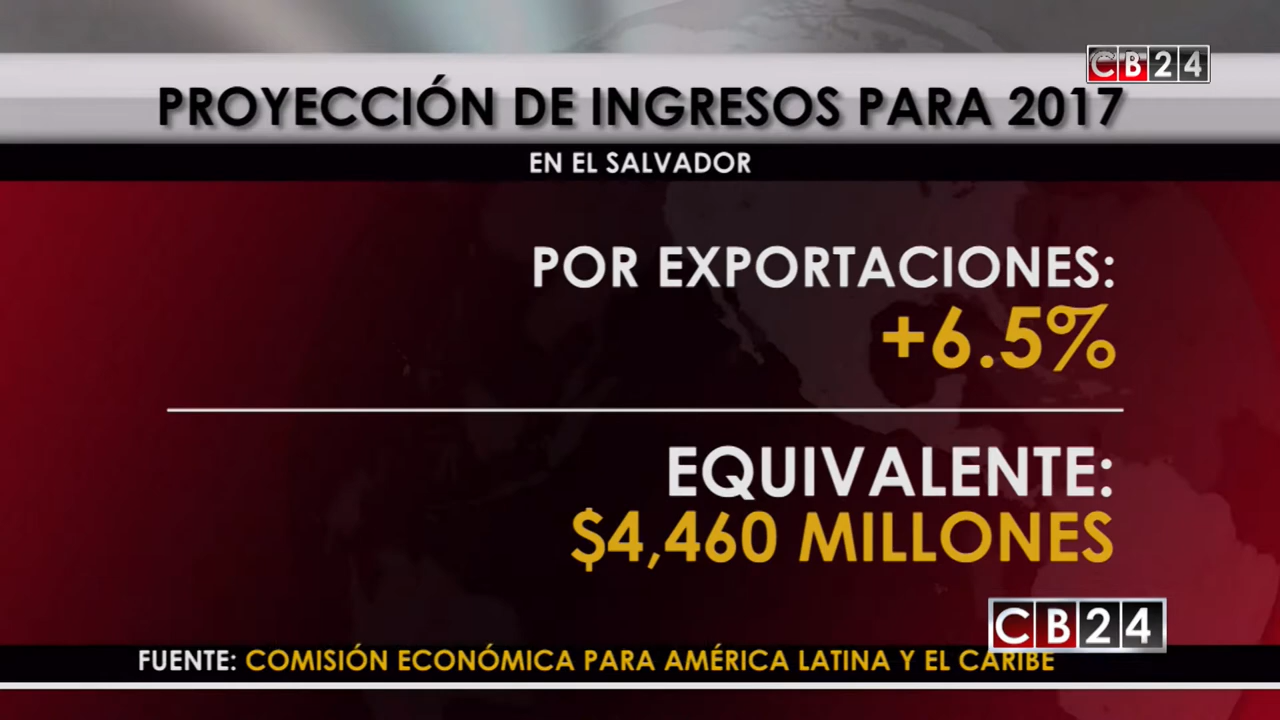 CB24
PROYECCIÓN DE INGRESOS PARA 2017
EN EL SALVADOR
POR EXPORTACIONES:
+6.5%
EQUIVALENTE:
$4,460 MILLONES
CB24
FUENTE: COMISIÓN ECONÓMICA PARA AMÉRICA LATINA Y EL CARIBE